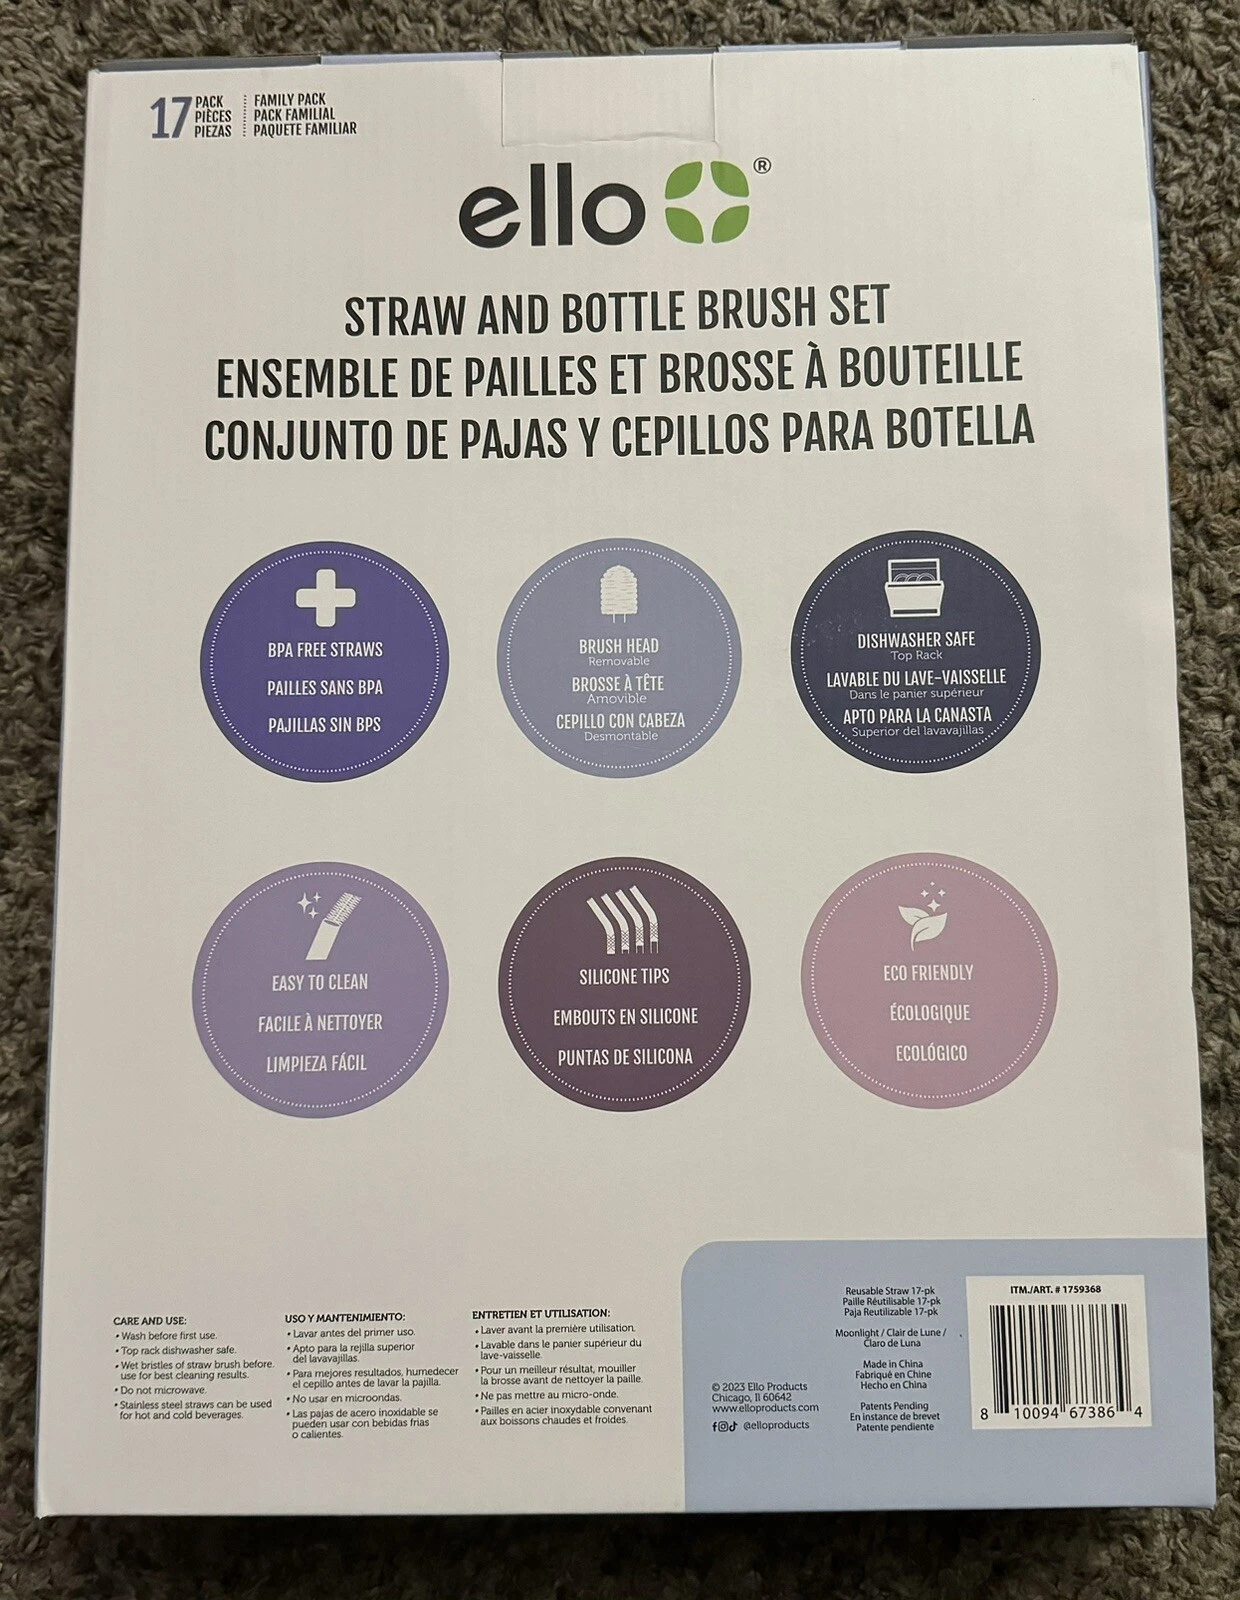 17 PACK
PIÈCES
PIEZAS
FAMILY PACK
PACK FAMILIAL
PAQUETE FAMILIAR
ello ®
STRAW AND BOTTLE BRUSH SET
ENSEMBLE DE PAILLES ET BROSSE À BOUTEILLE
CONJUNTO DE PAJAS Y CEPILLOS PARA BOTELLA
BPA FREE STRAWS
PAILLES SANS BPA
PAJILLAS SIN BPS
BRUSH HEAD
Removable
BROSSE À TÊTE
Amovible
CEPILLO CON CABEZA
Desmontable
DISHWASHER SAFE
Top Rack
LAVABLE DU LAVE-VAISSELLE
Dans le panier supérieur
APTO PARA LA CANASTA
Superior del lavavajillas
EASY TO CLEAN
FACILE À NETTOYER
LIMPIEZA FÁCIL
SILICONE TIPS
EMBOUTS EN SILICONE
PUNTAS DE SILICONA
ECO FRIENDLY
ÉCOLOGIQUE
ECOLÓGICO
CARE AND USE:
• Wash before first use.
• Top rack dishwasher safe.
• Wet bristles of straw brush before
use for best cleaning results.
• Do not microwave.
• Stainless steel straws can be used
for hot and cold beverages.
USO Y MANTENIMIENTO:
• Lavar antes del primer uso.
• Apto para la rejilla superior
del lavavajillas.
• Para mejores resultados, humedecer
el cepillo antes de lavar la pajilla.
• No usar en microondas.
• Las pajas de acero inoxidable se
pueden usar con bebidas frias
o calientes.
ENTRETIEN ET UTILISATION:
• Laver avant la première utilisation.
• Lavable dans le panier supérieur du
lave-vaisselle.
• Pour un meilleur résultat, mouiller
la brosse avant de nettoyer la paille.
• Ne pas mettre au micro-onde.
• Pailles en acier inoxydable convenant
aux boissons chaudes et froides.
© 2023 Ello Products
Chicago, Il 60642
www.elloproducts.com
@elloproducts
Reusable Straw 17-pk
Paille Réutilisable 17-pk
Paja Reutilizable 17-pk
Moonlight / Clair de Lune /
Claro de Luna
Made in China
Fabriqué en Chine
Hecho en China
Patents Pending
En instance de brevet
Patente pendiente
ITM./ART. # 1759368
8 10094 67386 4